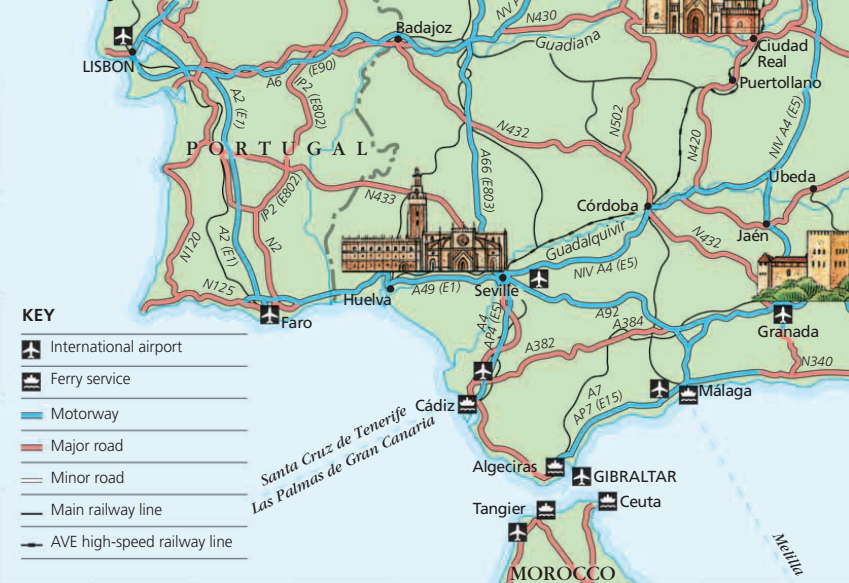 NV P
N430
Badajoz
Guadiana
Ciudad
Real
LISBON
A6
(E90)
IP2 (E802)
Puertollano
A2 (E1)
N502
N432
N420
NIV A4 (E5)
PORTUGAL
A66 (E803)
Úbeda
N433
IP2 (E802)
Córdoba
Guadalquivir
N432
Jaén
N120
A2 (E1)
N2
NIV A4 (E5)
N125
Huelva
A49 (E1)
Seville
A92
A384
Granada
Faro
A4
AP4 (E5)
A382
N340
KEY
International airport
Ferry service
Motorway
Major road
Minor road
Main railway line
AVE high-speed railway line
Cádiz
A7
AP7 (E15)
Málaga
Santa Cruz de Tenerife
Las Palmas de Gran Canaria
Algeciras
GIBRALTAR
Tangier
Ceuta
Melilla
MOROCCO